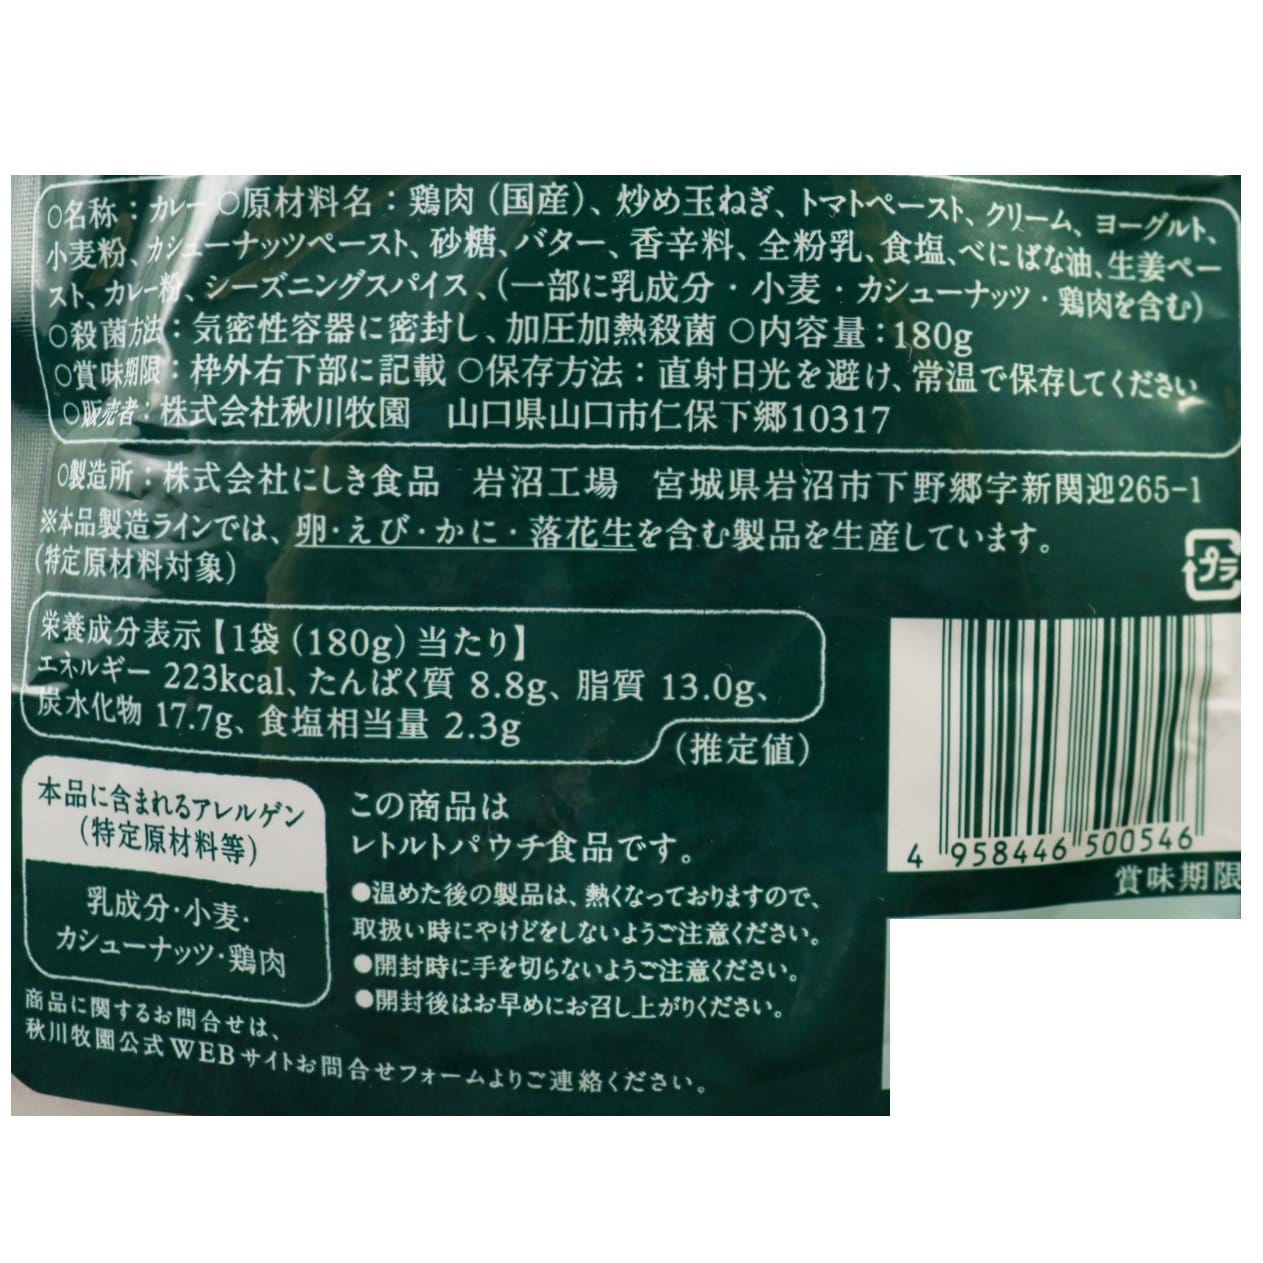 ○名称：カレー ○原材料名：鶏肉（国産）、炒め玉ねぎ、トマトペースト、クリーム、ヨーグルト、
小麦粉、カシューナッツペースト、砂糖、バター、香辛料、全粉乳、食塩、べにばな油、生姜ペー
スト、カレー粉、シーズニングスパイス、（一部に乳成分・小麦・カシューナッツ・鶏肉を含む）
○殺菌方法：気密性容器に密封し、加圧加熱殺菌 ○内容量：180g
○賞味期限：枠外右下部に記載 ○保存方法：直射日光を避け、常温で保存してください。
○販売者：株式会社秋川牧園　山口県山口市仁保下郷10317
○製造所：株式会社にしき食品　岩沼工場　宮城県岩沼市下野郷字新関迎265-1
※本品製造ラインでは、卵・えび・かに・落花生を含む製品を生産しています。
（特定原材料対象）
プラ
栄養成分表示【1袋（180g）当たり】
エネルギー 223kcal、たんぱく質 8.8g、脂質 13.0g、
炭水化物 17.7g、食塩相当量 2.3g
（推定値）
4 958446 500546
賞味期限
本品に含まれるアレルゲン
（特定原材料等）
乳成分・小麦・
カシューナッツ・鶏肉
この商品は
レトルトパウチ食品です。
●温めた後の製品は、熱くなっておりますので、
取扱い時にやけどをしないようご注意ください。
●開封時に手を切らないようご注意ください。
●開封後はお早めにお召し上がりください。
商品に関するお問合せは、
秋川牧園公式WEBサイトお問合せフォームよりご連絡ください。